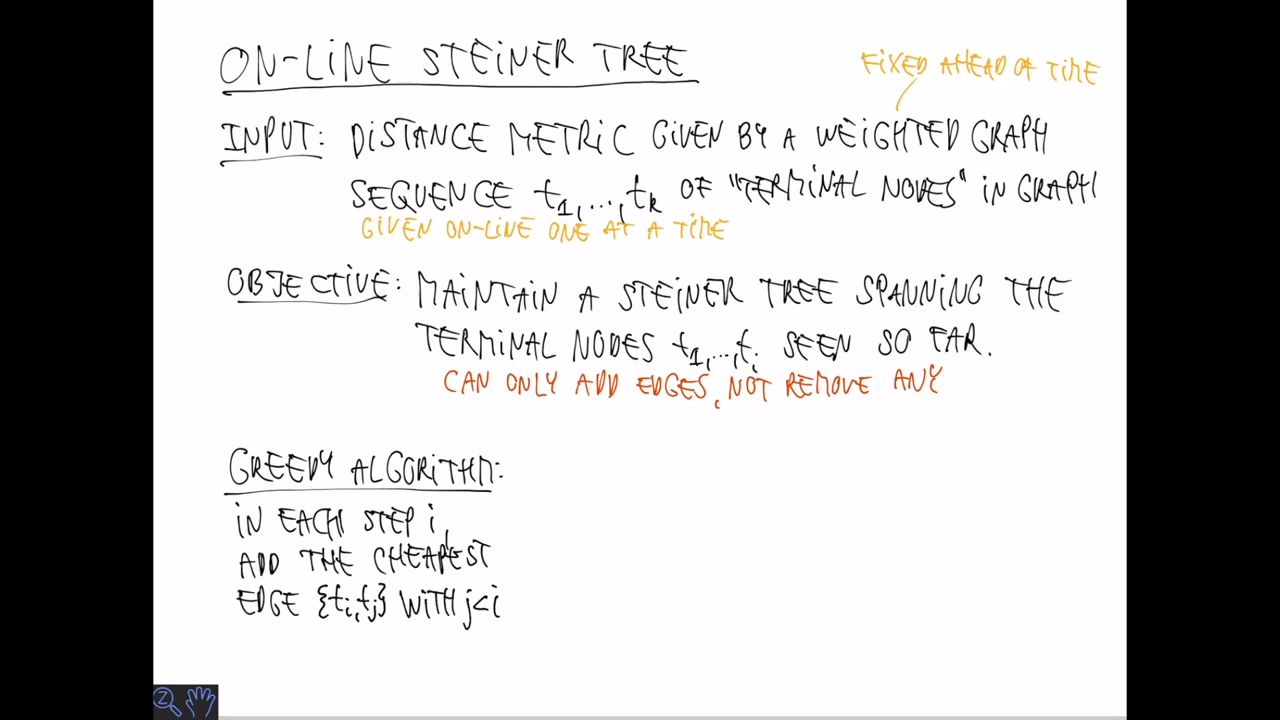 ON-LINE STEINER TREE
FIXED AHEAD OF TIME
INPUT: DISTANCE METRIC GIVEN BY A WEIGHTED GRAPH
SEQUENCE t₁,...,tₖ OF "TERMINAL NODES" IN GRAPH
GIVEN ON-LINE ONE AT A TIME
OBJECTIVE: MAINTAIN A STEINER TREE SPANNING THE
TERMINAL NODES t₁,...,tᵢ SEEN SO FAR.
CAN ONLY ADD EDGES, NOT REMOVE ANY
GREEDY ALGORITHM:
IN EACH STEP i,
ADD THE CHEAPEST
EDGE {tᵢ,tⱼ} WITH j<i
Z